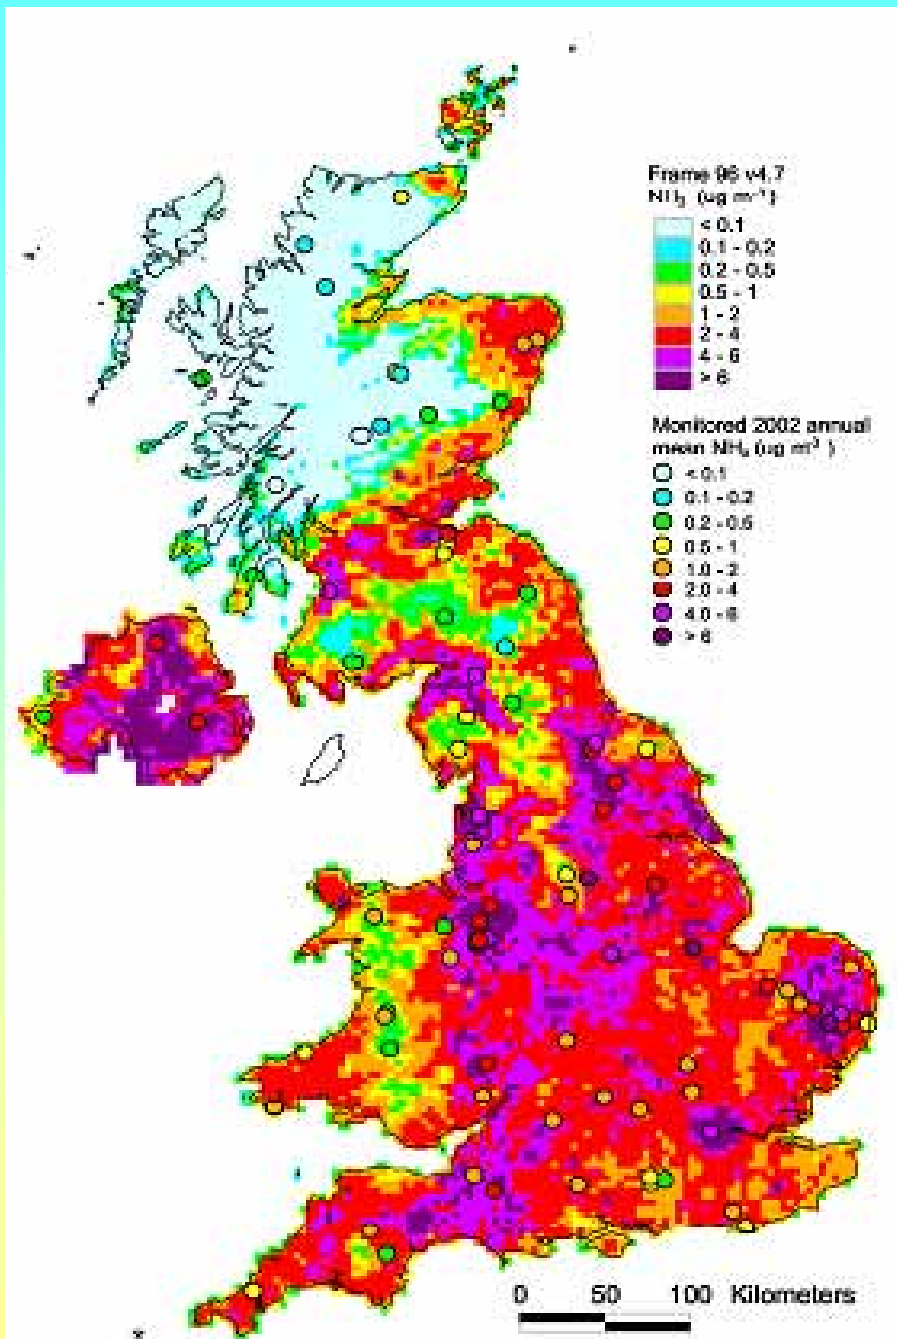 Frame 96 v4.7
NH₃ (ug m⁻³)
< 0.1
0.1 - 0.2
0.2 - 0.5
0.5 - 1
1 - 2
2 - 4
4 - 6
> 6
Monitored 2002 annual
mean NH₃ (ug m³ )
< 0.1
0.1 - 0.2
0.2 - 0.5
0.5 - 1
1.0 - 2
2.0 - 4
4.0 - 6
> 6
0 50 100 Kilometers